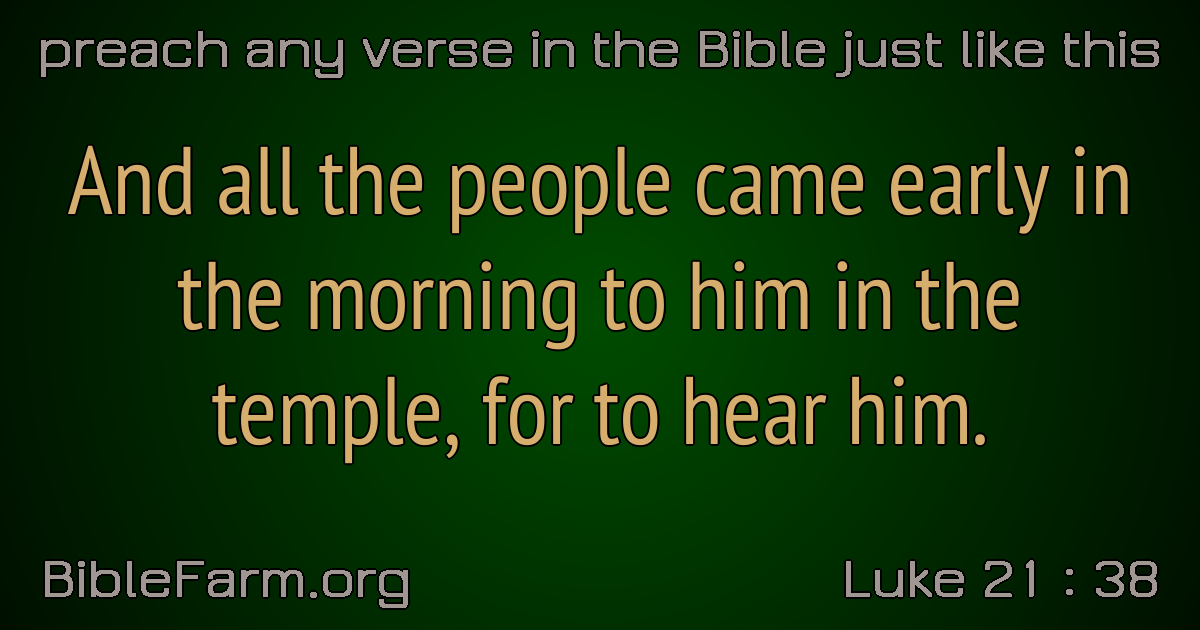 preach any verse in the Bible just like this
And all the people came early in
the morning to him in the
temple, for to hear him.
BibleFarm.org
Luke 21 : 38